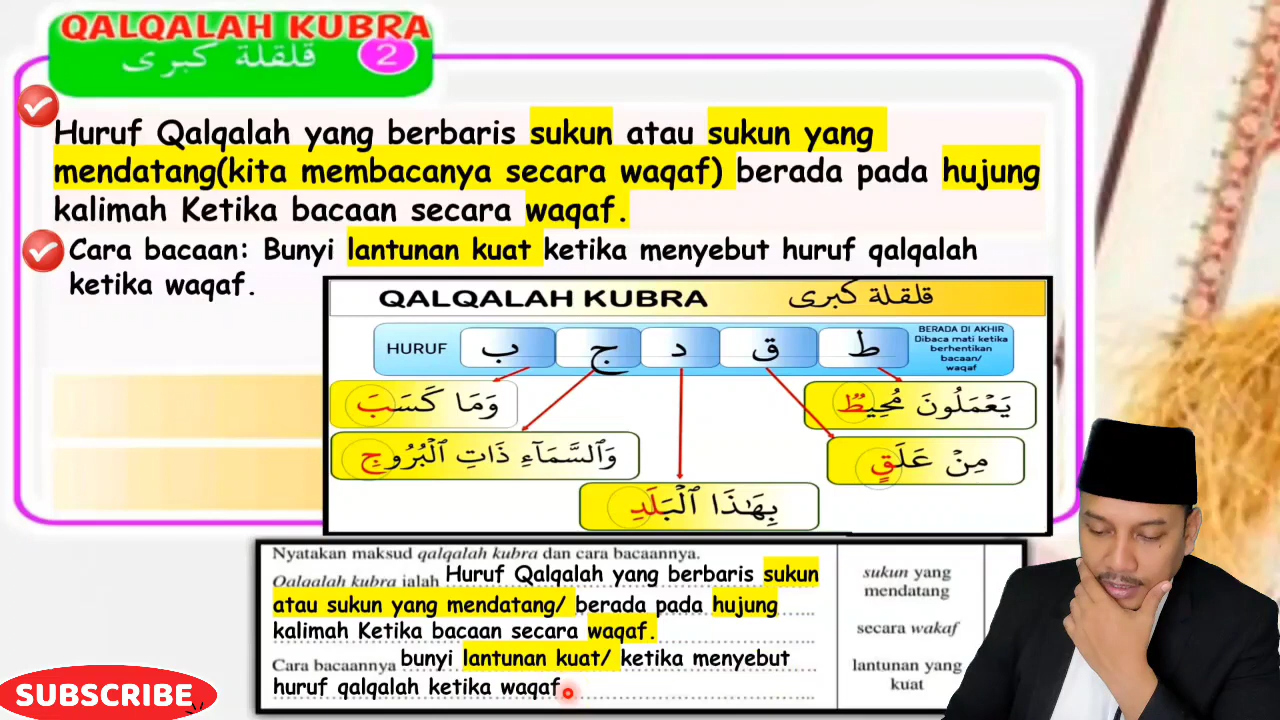 QALQALAH KUBRA
قلقلة كبرى 2
Huruf Qalqalah yang berbaris sukun atau sukun yang
mendatang(kita membacanya secara waqaf) berada pada hujung
kalimah Ketika bacaan secara waqaf.
Cara bacaan: Bunyi lantunan kuat ketika menyebut huruf qalqalah
ketika waqaf.
QALQALAH KUBRA قلقلة كبرى
HURUF ب ج د ق ط
BERADA DI AKHIR
Dibaca mati ketika
berhentikan
bacaan/
waqaf
وَمَا كَسَبَ
يَعْمَلُونَ مُحِيطٌ
وَٱلسَّمَآءِ ذَاتِ ٱلْبُرُوجِ
مِنْ عَلَقٍ
بِهَٰذَا ٱلْبَلَدِ
Nyatakan maksud qalqalah kubra dan cara bacaannya.
Qalqalah kubra ialah Huruf Qalqalah yang berbaris sukun
atau sukun yang mendatang/ berada pada hujung
kalimah Ketika bacaan secara waqaf.
Cara bacaannya bunyi lantunan kuat/ ketika menyebut
huruf qalqalah ketika waqaf.
sukun yang
mendatang
secara wakaf
lantunan yang
kuat
SUBSCRIBE